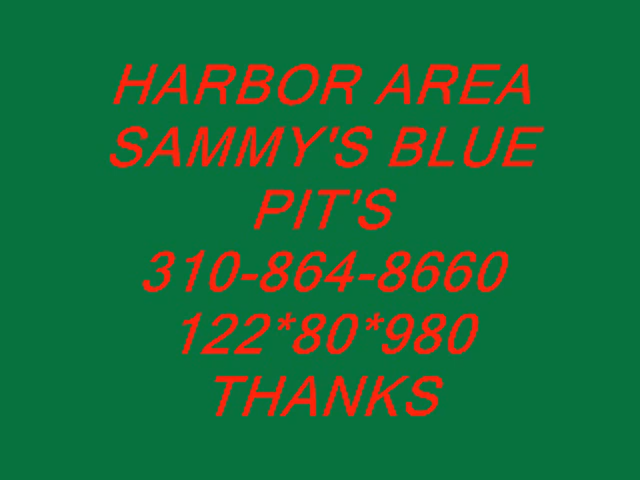 HARBOR AREA
SAMMY'S BLUE
PIT'S
310-864-8660
122*80*980
THANKS